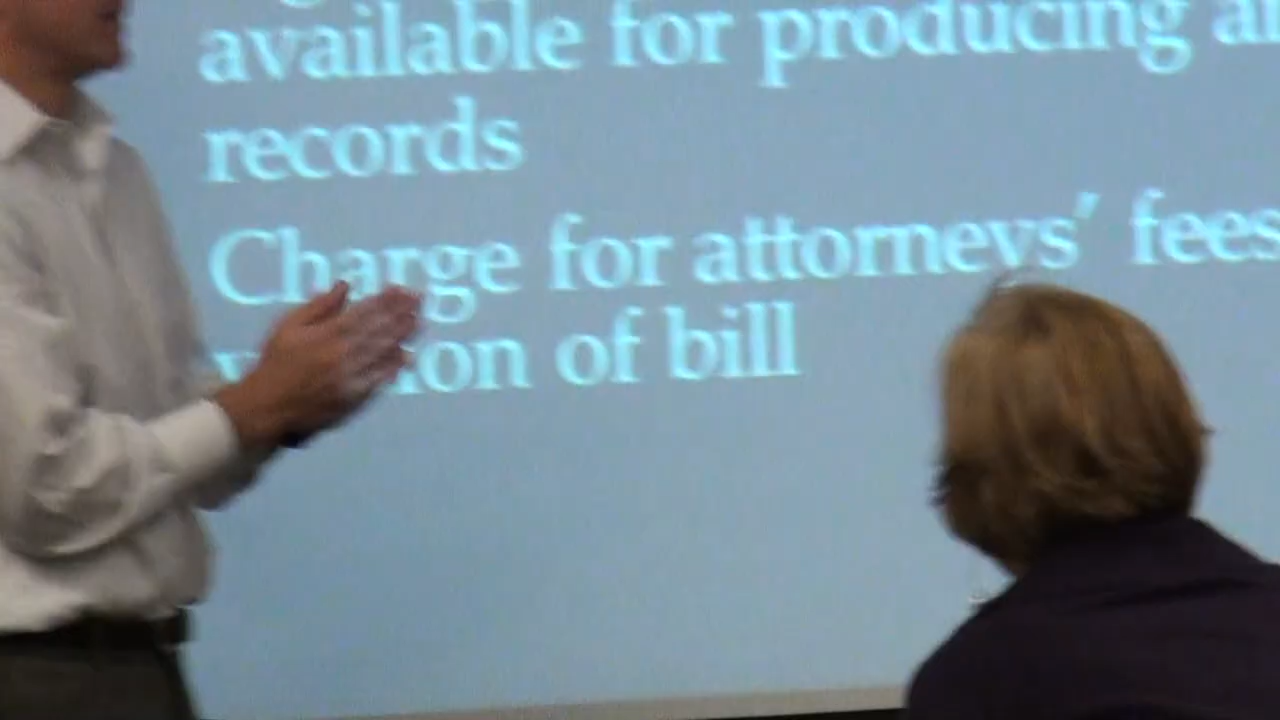 available for producing
records
Charge for attorneys' fees
of bill